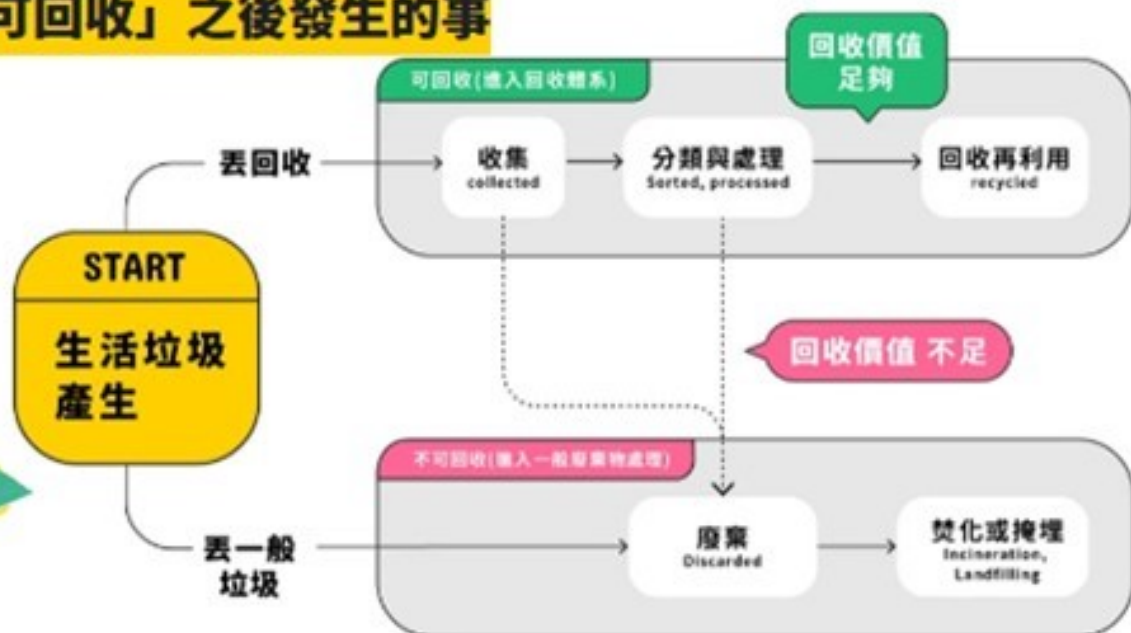 可回收」之後發生的事
回收價值
足夠
可回收(進入回收體系)
丟回收
收集
collected
分類與處理
Sorted, processed
回收再利用
recycled
START
生活垃圾
產生
回收價值 不足
不可回收(進入一般廢棄物處理)
丟一般
垃圾
廢棄
Discarded
焚化或掩埋
Incineration,
Landfilling